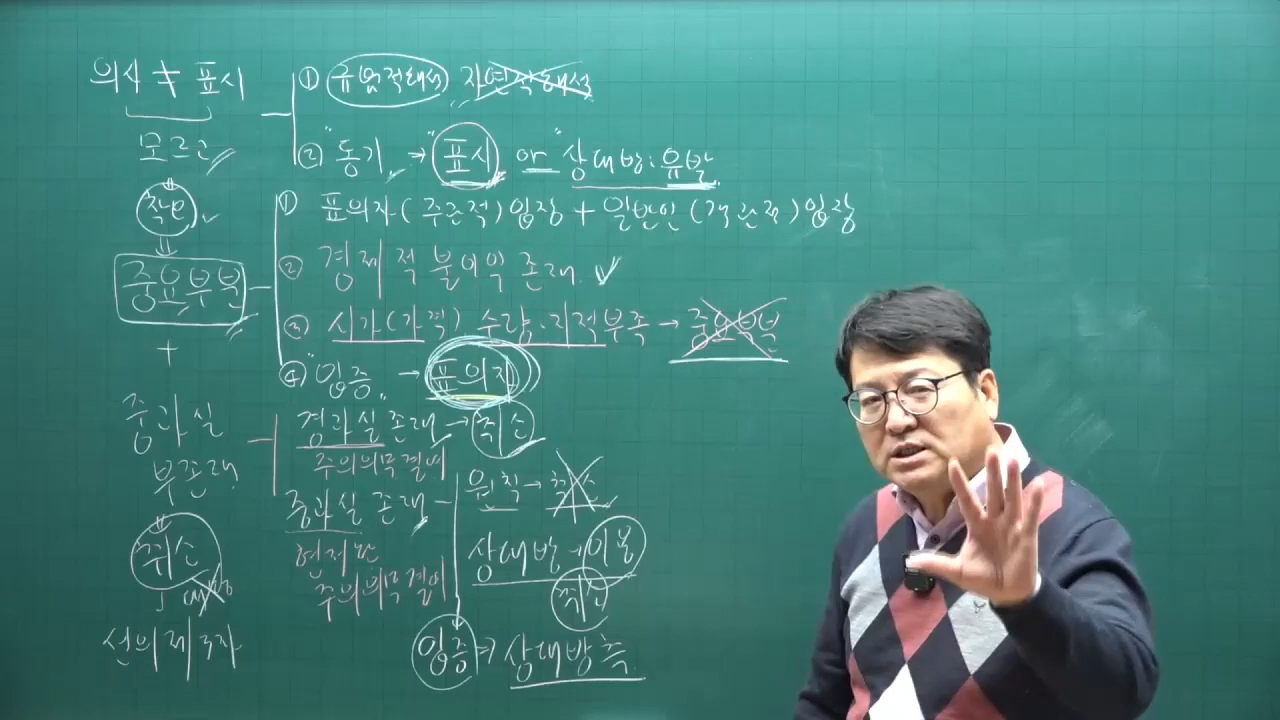 의사 ≠ 표시
모르고
착오
중요부분
+
중과실
부존재
취소
대항
선의 제3자
① 규범적해석 자연적해석
② "동기" → "표시" or "상대방: 유발
① 표의자(주관적)입장 + 일반인(객관적)입장
② 경제적 불이익 존재
③ 시가(가격) 수량·지적부족 → 중요부분
④ "입증" → 표의자
경과실 존재 → 취소
주의의무결여
중과실 존재
현저한
주의의무결여
원칙 → 취소
상대방 → 이용
취소
입증 → 상대방측